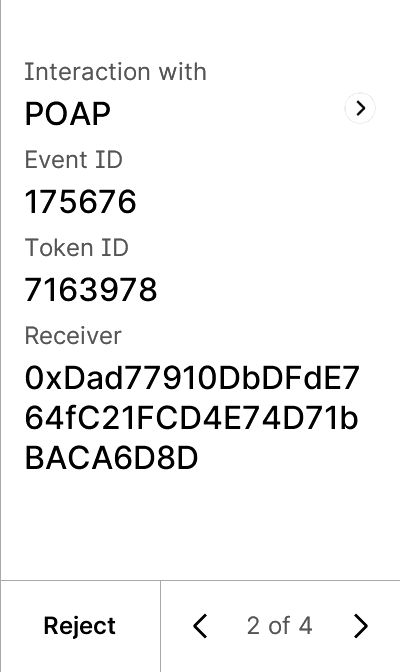 Interaction with
POAP
Event ID
175676
Token ID
7163978
Receiver
0xDad77910DbDFdE7
64fC21FCD4E74D71b
BACA6D8D
Reject
2 of 4